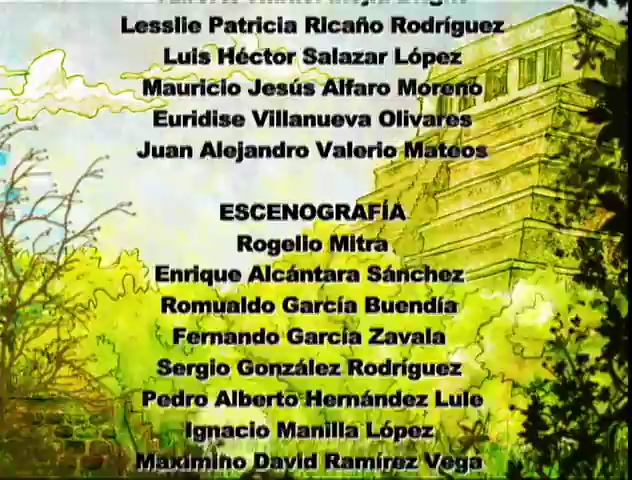 Lesslie Patricia RIcaño Rodríguez
Luis Héctor Salazar López
Mauricio Jesús Alfaro Moreno
Euridise Villanueva Olivares
Juan Alejandro Valerio Mateos
ESCENOGRAFÍA
Rogelio Mitra
Enrique Alcántara Sánchez
Romualdo García Buendía
Fernando García Zavala
Sergio González Rodríguez
Pedro Alberto Hernández Lule
Ignacio Manilla López
Maximino David Ramírez Vega